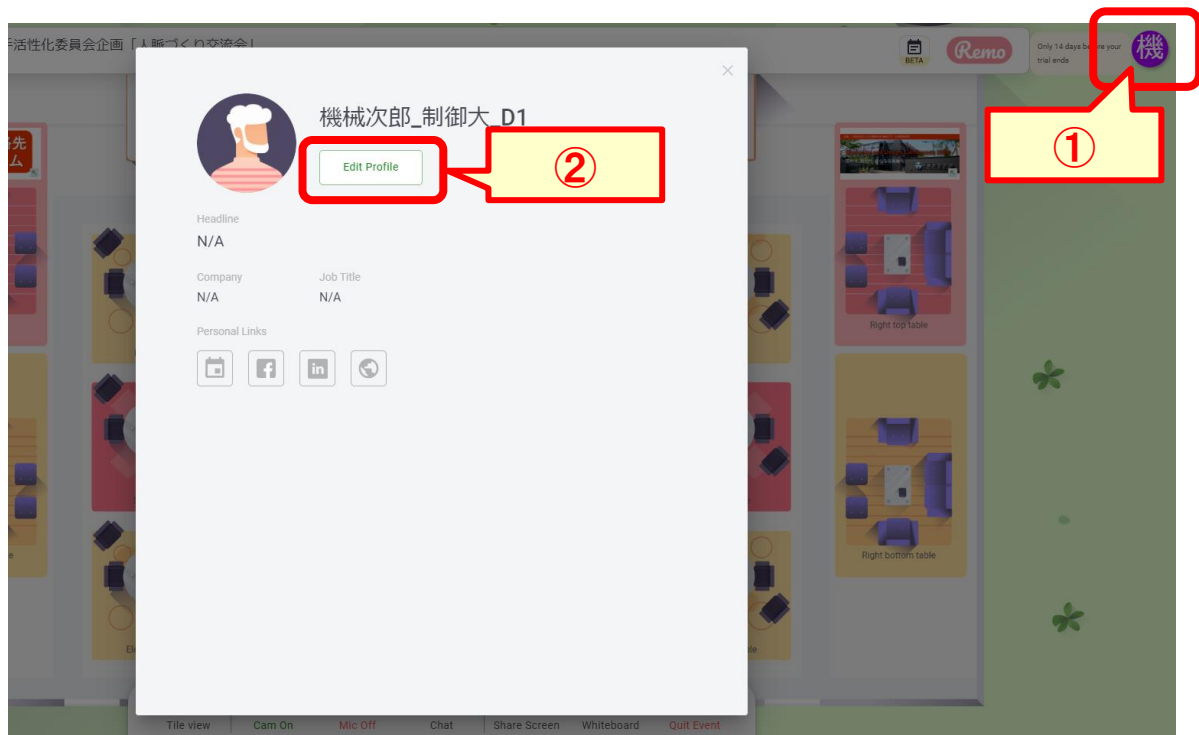 手活性化委員会企画「人脈づくり交流会」
BETA
Remo
Only 14 days before your
trial ends
機
①
機械次郎_制御大_D1
Edit Profile
②
Headline
N/A
Company
Job Title
N/A
N/A
Personal Links
Right top table
Right bottom table
Tile view
Cam On
Mic Off
Chat
Share Screen
Whiteboard
Quit Event